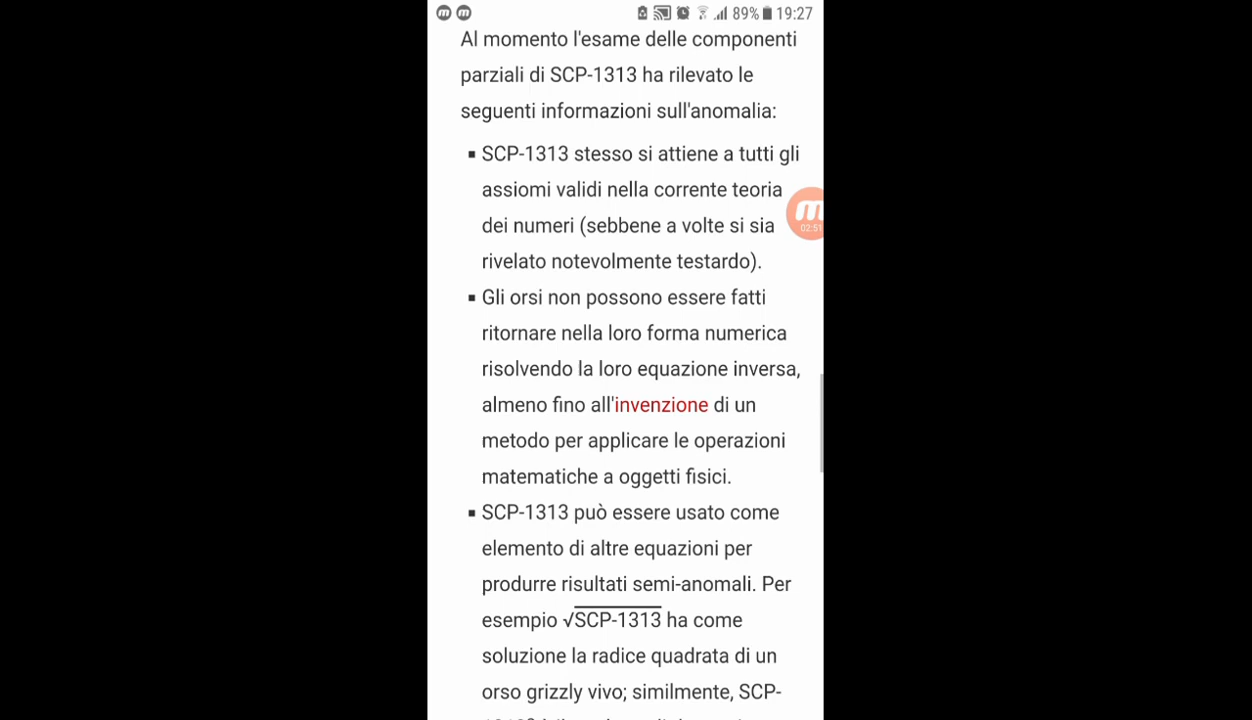 89% 19:27
Al momento l'esame delle componenti
parziali di SCP-1313 ha rilevato le
seguenti informazioni sull'anomalia:
▪ SCP-1313 stesso si attiene a tutti gli
assiomi validi nella corrente teoria
dei numeri (sebbene a volte si sia
rivelato notevolmente testardo).
02:51
▪ Gli orsi non possono essere fatti
ritornare nella loro forma numerica
risolvendo la loro equazione inversa,
almeno fino all'invenzione di un
metodo per applicare le operazioni
matematiche a oggetti fisici.
▪ SCP-1313 può essere usato come
elemento di altre equazioni per
produrre risultati semi-anomali. Per
esempio √SCP-1313 ha come
soluzione la radice quadrata di un
orso grizzly vivo; similmente, SCP-